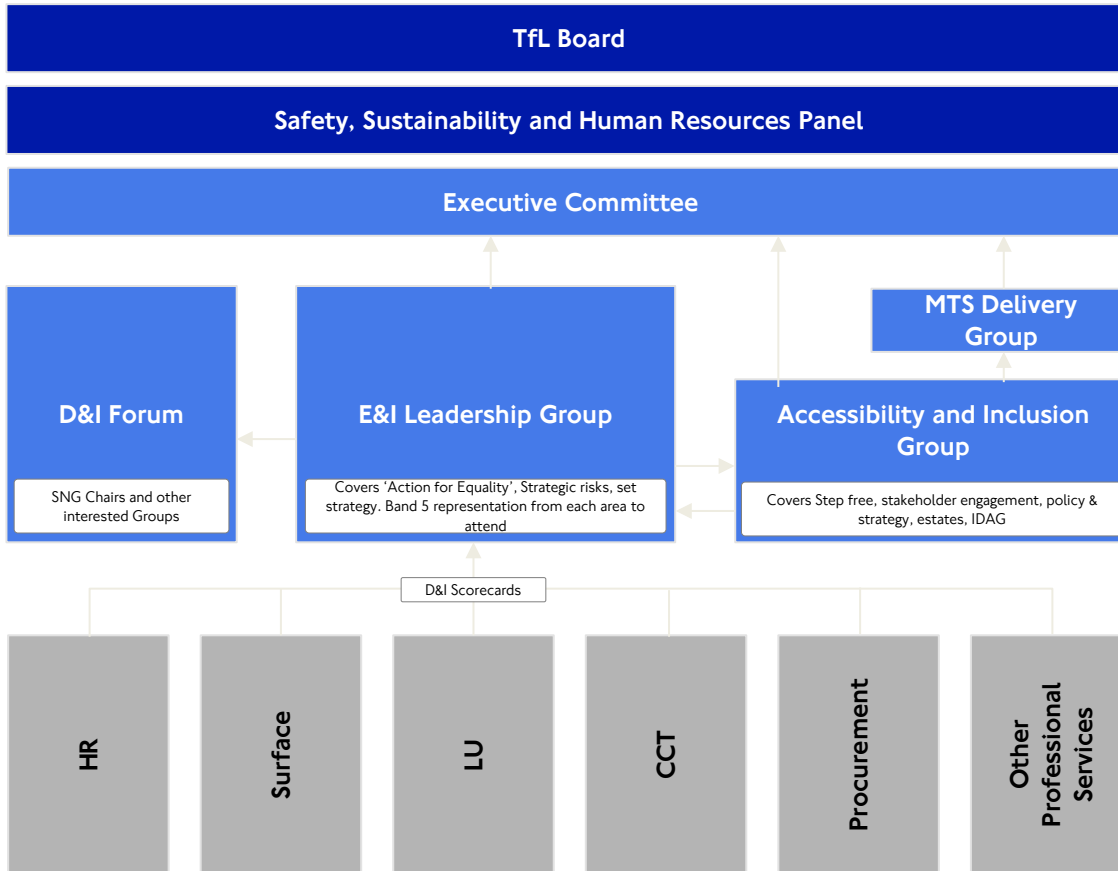 TfL Board
Safety, Sustainability and Human Resources Panel
Executive Committee
MTS Delivery
Group
D&I Forum
E&I Leadership Group
Accessibility and Inclusion
Group
SNG Chairs and other
interested Groups
Covers ‘Action for Equality’, Strategic risks, set
strategy. Band 5 representation from each area to
attend
Covers Step free, stakeholder engagement, policy &
strategy, estates, IDAG
D&I Scorecards
HR
Surface
LU
CCT
Procurement
Other
Professional
Services